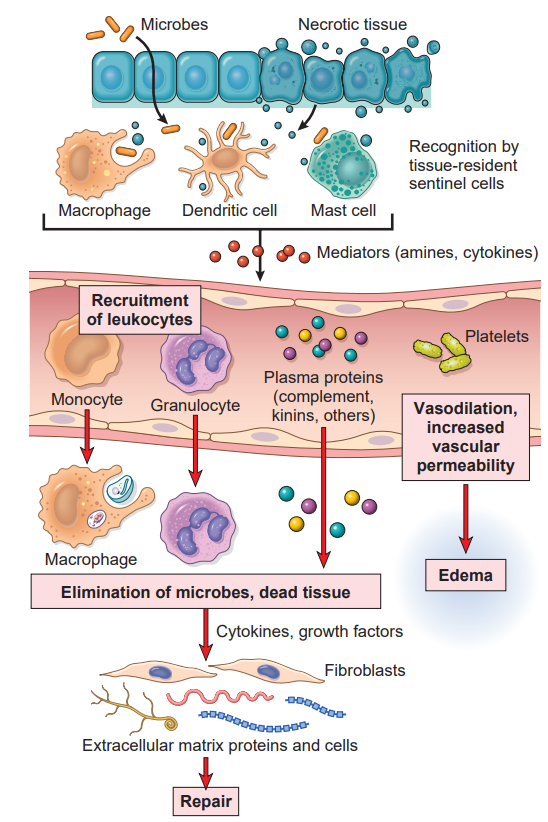 Microbes
Necrotic tissue
Recognition by
tissue-resident
sentinel cells
Macrophage
Dendritic cell
Mast cell
Mediators (amines, cytokines)
Recruitment
of leukocytes
Platelets
Monocyte
Granulocyte
Plasma proteins
(complement,
kinins, others)
Vasodilation,
increased
vascular
permeability
Macrophage
Edema
Elimination of microbes, dead tissue
Cytokines, growth factors
Fibroblasts
Extracellular matrix proteins and cells
Repair